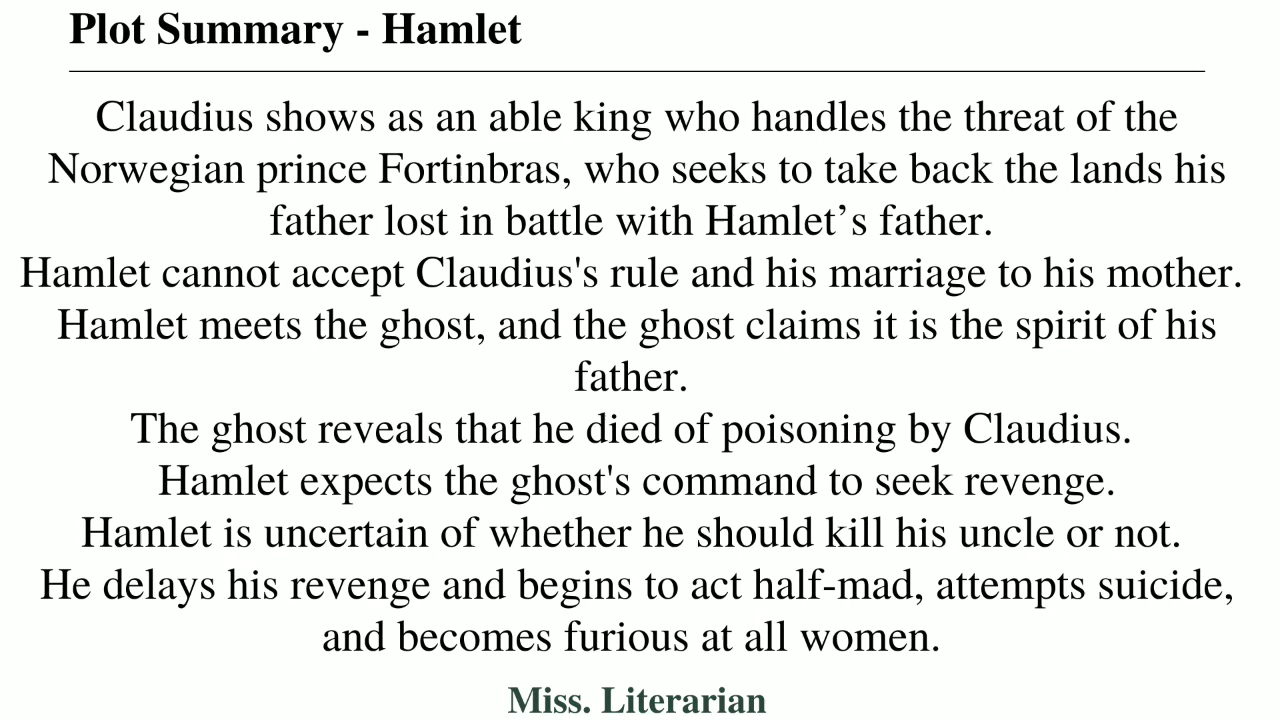 Plot Summary - Hamlet
Claudius shows as an able king who handles the threat of the
Norwegian prince Fortinbras, who seeks to take back the lands his
father lost in battle with Hamlet’s father.
Hamlet cannot accept Claudius's rule and his marriage to his mother.
Hamlet meets the ghost, and the ghost claims it is the spirit of his
father.
The ghost reveals that he died of poisoning by Claudius.
Hamlet expects the ghost's command to seek revenge.
Hamlet is uncertain of whether he should kill his uncle or not.
He delays his revenge and begins to act half-mad, attempts suicide,
and becomes furious at all women.
Miss. Literarian